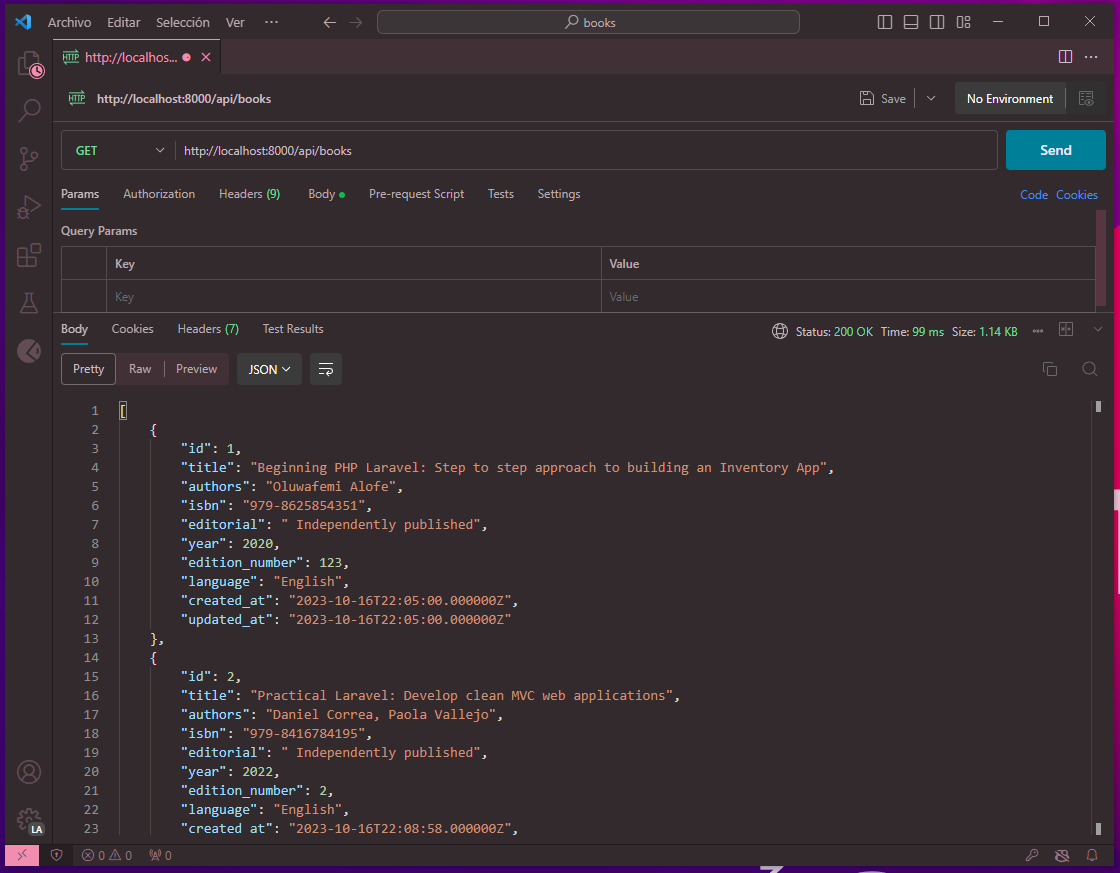 Archivo Editar Selección Ver ··· books
HTTP http://localhos...
HTTP http://localhost:8000/api/books Save No Environment
GET http://localhost:8000/api/books Send
Params Authorization Headers (9) Body Pre-request Script Tests Settings Code Cookies
Query Params
Key Value
Key Value
Body Cookies Headers (7) Test Results Status: 200 OK Time: 99 ms Size: 1.14 KB
Pretty Raw Preview JSON
1 [
2 {
3 "id": 1,
4 "title": "Beginning PHP Laravel: Step to step approach to building an Inventory App",
5 "authors": "Oluwafemi Alofe",
6 "isbn": "979-8625854351",
7 "editorial": " Independently published",
8 "year": 2020,
9 "edition_number": 123,
10 "language": "English",
11 "created_at": "2023-10-16T22:05:00.000000Z",
12 "updated_at": "2023-10-16T22:05:00.000000Z"
13 },
14 {
15 "id": 2,
16 "title": "Practical Laravel: Develop clean MVC web applications",
17 "authors": "Daniel Correa, Paola Vallejo",
18 "isbn": "979-8416784195",
19 "editorial": " Independently published",
20 "year": 2022,
21 "edition_number": 2,
22 "language": "English",
23 "created_at": "2023-10-16T22:08:58.000000Z",
LA
0 0 0